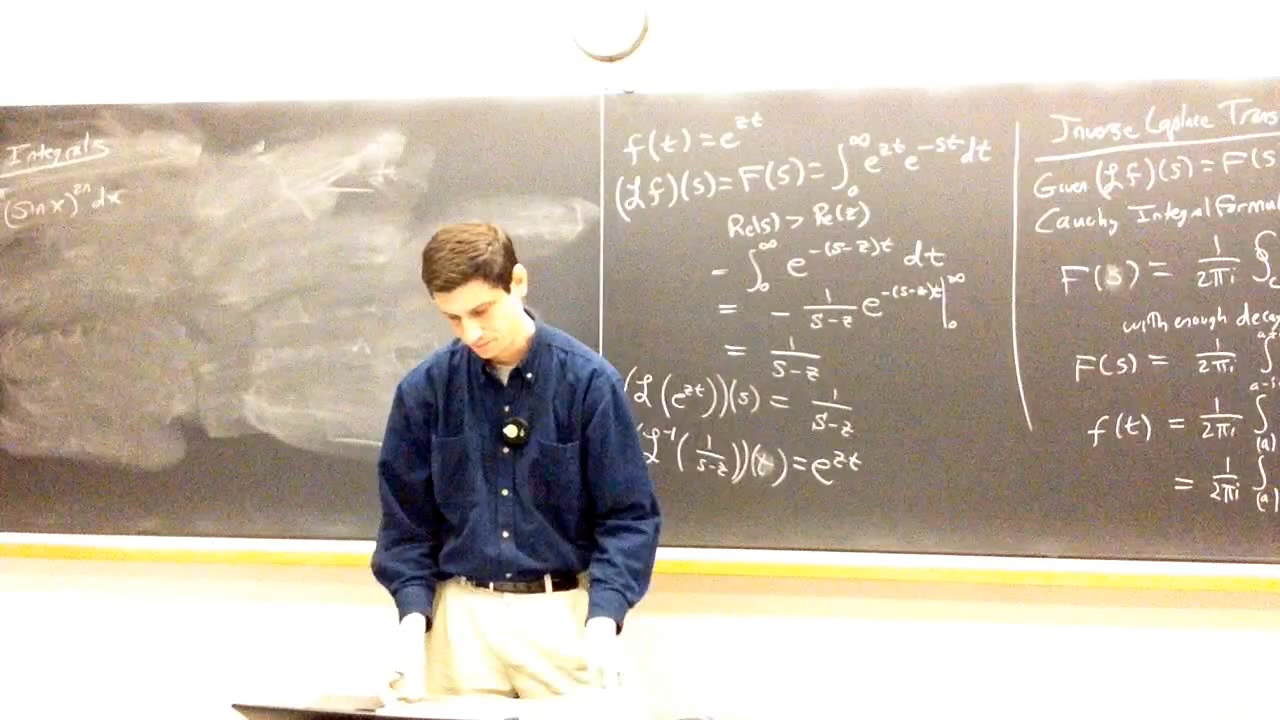 Integrals
(sin x)^{2n} dx
f(t) = e^{zt}
(ℒf)(s) = F(s) = ∫_0^∞ e^{zt} e^{-st} dt
Re(s) > Re(z)
- ∫_0^∞ e^{-(s-z)t} dt
= - 1/(s-z) e^{-(s-z)t} |_0^∞
= 1/(s-z)
(ℒ(e^{zt}))(s) = 1/(s-z)
(ℒ^{-1}(1/(s-z)))(t) = e^{zt}
Inverse Laplace Trans
Given (ℒf)(s) = F(s
Cauchy Integral Formul
F(s) = 1/(2πi) ∮_C
with enough decay
F(s) = 1/(2πi) ∫_{a-i
f(t) = 1/(2πi) ∫_{(a)}
= 1/(2πi) ∫_{(a)}